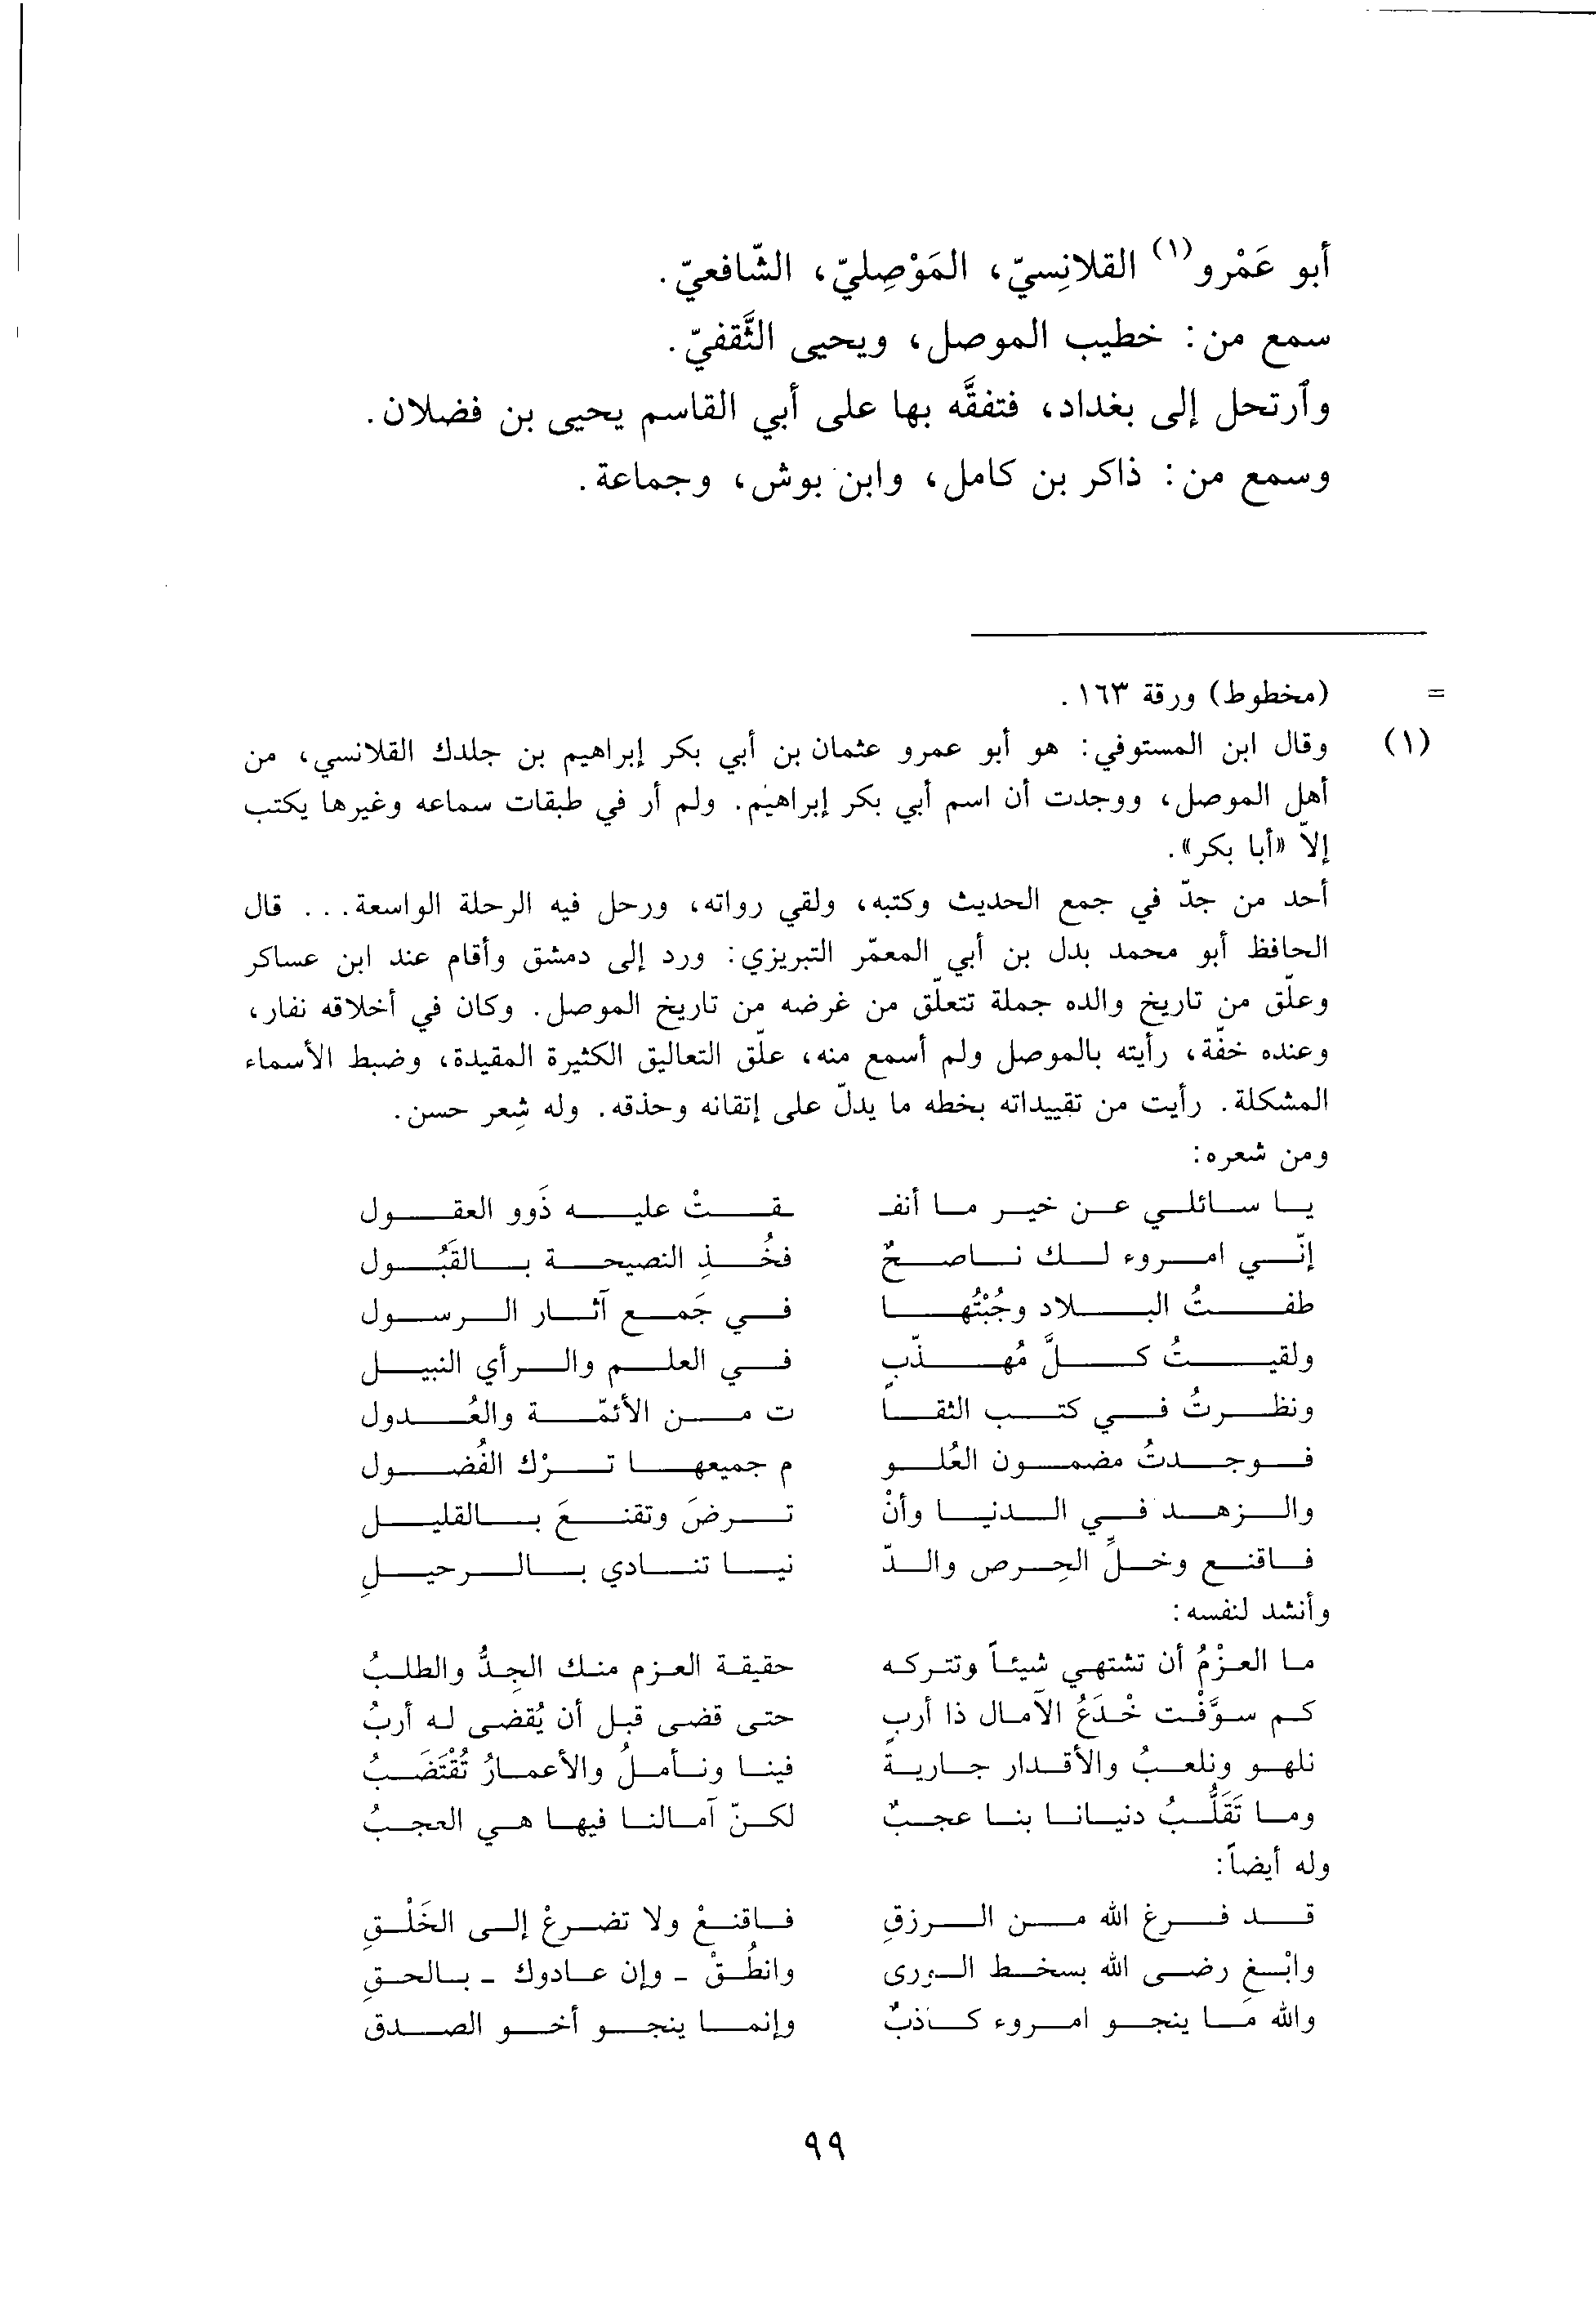 أبو عَمْرو(١) القلانِسيّ، المَوْصِليّ، الشّافعيّ.
سمع من: خطيب الموصل، ويحيى الثَّقفيّ.
وٱرتحل إلى بغداد، فتفقَّه بها على أبي القاسم يحيى بن فضلان.
وسمع من: ذاكر بن كامل، وابن بوش، وجماعة.
= (مخطوط) ورقة ١٦٣.
(١) وقال ابن المستوفي: هو أبو عمرو عثمان بن أبي بكر إبراهيم بن جلدك القلانسي، من
أهل الموصل، ووجدت أن اسم أبي بكر إبراهيم. ولم أر في طبقات سماعه وغيرها يكتب
إلاّ «أبا بكر».
أحد من جدّ في جمع الحديث وكتبه، ولقي رواته، ورحل فيه الرحلة الواسعة... قال
الحافظ أبو محمد بدل بن أبي المعمّر التبريزي: ورد إلى دمشق وأقام عند ابن عساكر
وعلّق من تاريخ والده جملة تتعلّق من غرضه من تاريخ الموصل. وكان في أخلاقه نفار،
وعنده خفّة، رأيته بالموصل ولم أسمع منه، علّق التعاليق الكثيرة المقيدة، وضبط الأسماء
المشكلة. رأيت من تقييداته بخطه ما يدلّ على إتقانه وحذقه. وله شِعر حسن.
ومن شعره:
يا سائلي عن خير ما أنفـ ـقتْ عليه ذَوو العقول
إنّي امروء لك ناصحٌ فخُذِ النصيحة بالقَبُول
طفتُ البلاد وجُبْتُها في جَمع آثار الرسول
ولقيتُ كلَّ مُهذّبٍ في العلم والرأي النبيل
ونظرتُ في كتب الثقا ت من الأئمّة والعُدول
فوجدتُ مضمون العُلو م جميعها ترْك الفُضول
والزهد في الدنيا وأنْ ترضَ وتقنعَ بالقليل
فاقنع وخلِّ الحِرص والدّ نيا تنادي بالرحيلِ
وأنشد لنفسه:
ما العزْمُ أن تشتهي شيئاً وتتركه حقيقة العزم منك الجِدُّ والطلبُ
كم سوَّفْت خْدَعُ الآمال ذا أربٍ حتى قضى قبل أن يُقضى له أربُ
نلهو ونلعبُ والأقدار جاريةً فينا ونأملُ والأعمارُ تُقْتَضَبُ
وما تَقَلُّبُ دنيانا بنا عجبٌ لكنّ آمالنا فيها هي العجبُ
وله أيضاً:
قد فرغ الله من الرزقِ فاقنعْ ولا تضرعْ إلى الخَلْقِ
وابْغِ رضى الله بسخط الورى وانطُقْ - وإن عادوك - بالحقِ
والله ما ينجو امروء كاذبٌ وإنما ينجو أخو الصدق
٩٩